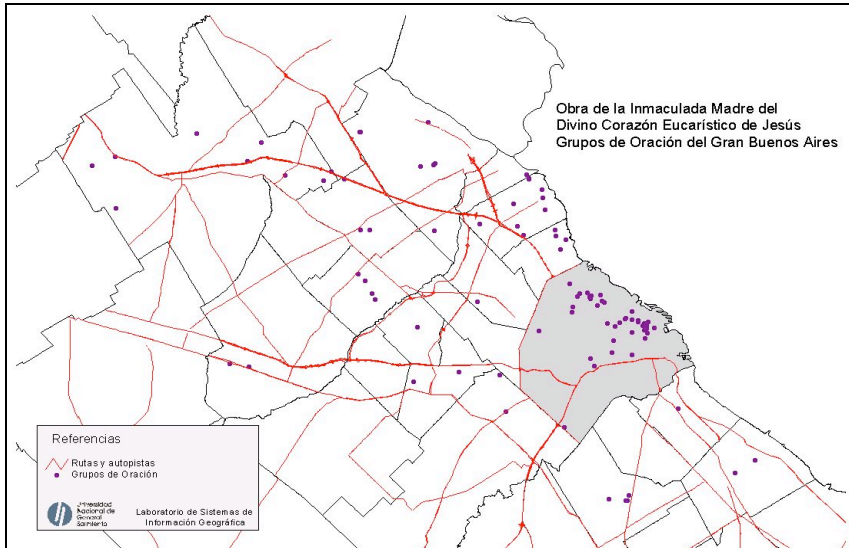 Obra de la Inmaculada Madre del
Divino Corazón Eucarístico de Jesús
Grupos de Oración del Gran Buenos Aires
Referencias
Rutas y autopistas
Grupos de Oración
Universidad
Nacional de
General
Sarmiento
Laboratorio de Sistemas de
Información Geográfica